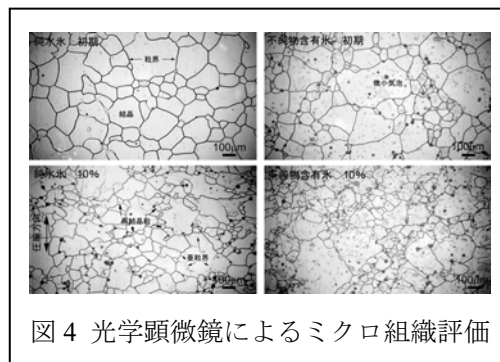 純水氷 初期
不純物含有氷 初期
粒界
結晶
微小気泡
100μm
100μm
純水氷 10%
不純物含有氷 10%
圧縮方向
再結晶粒
亜粒界
100μm
100μm
図 4 光学顕微鏡によるミクロ組織評価